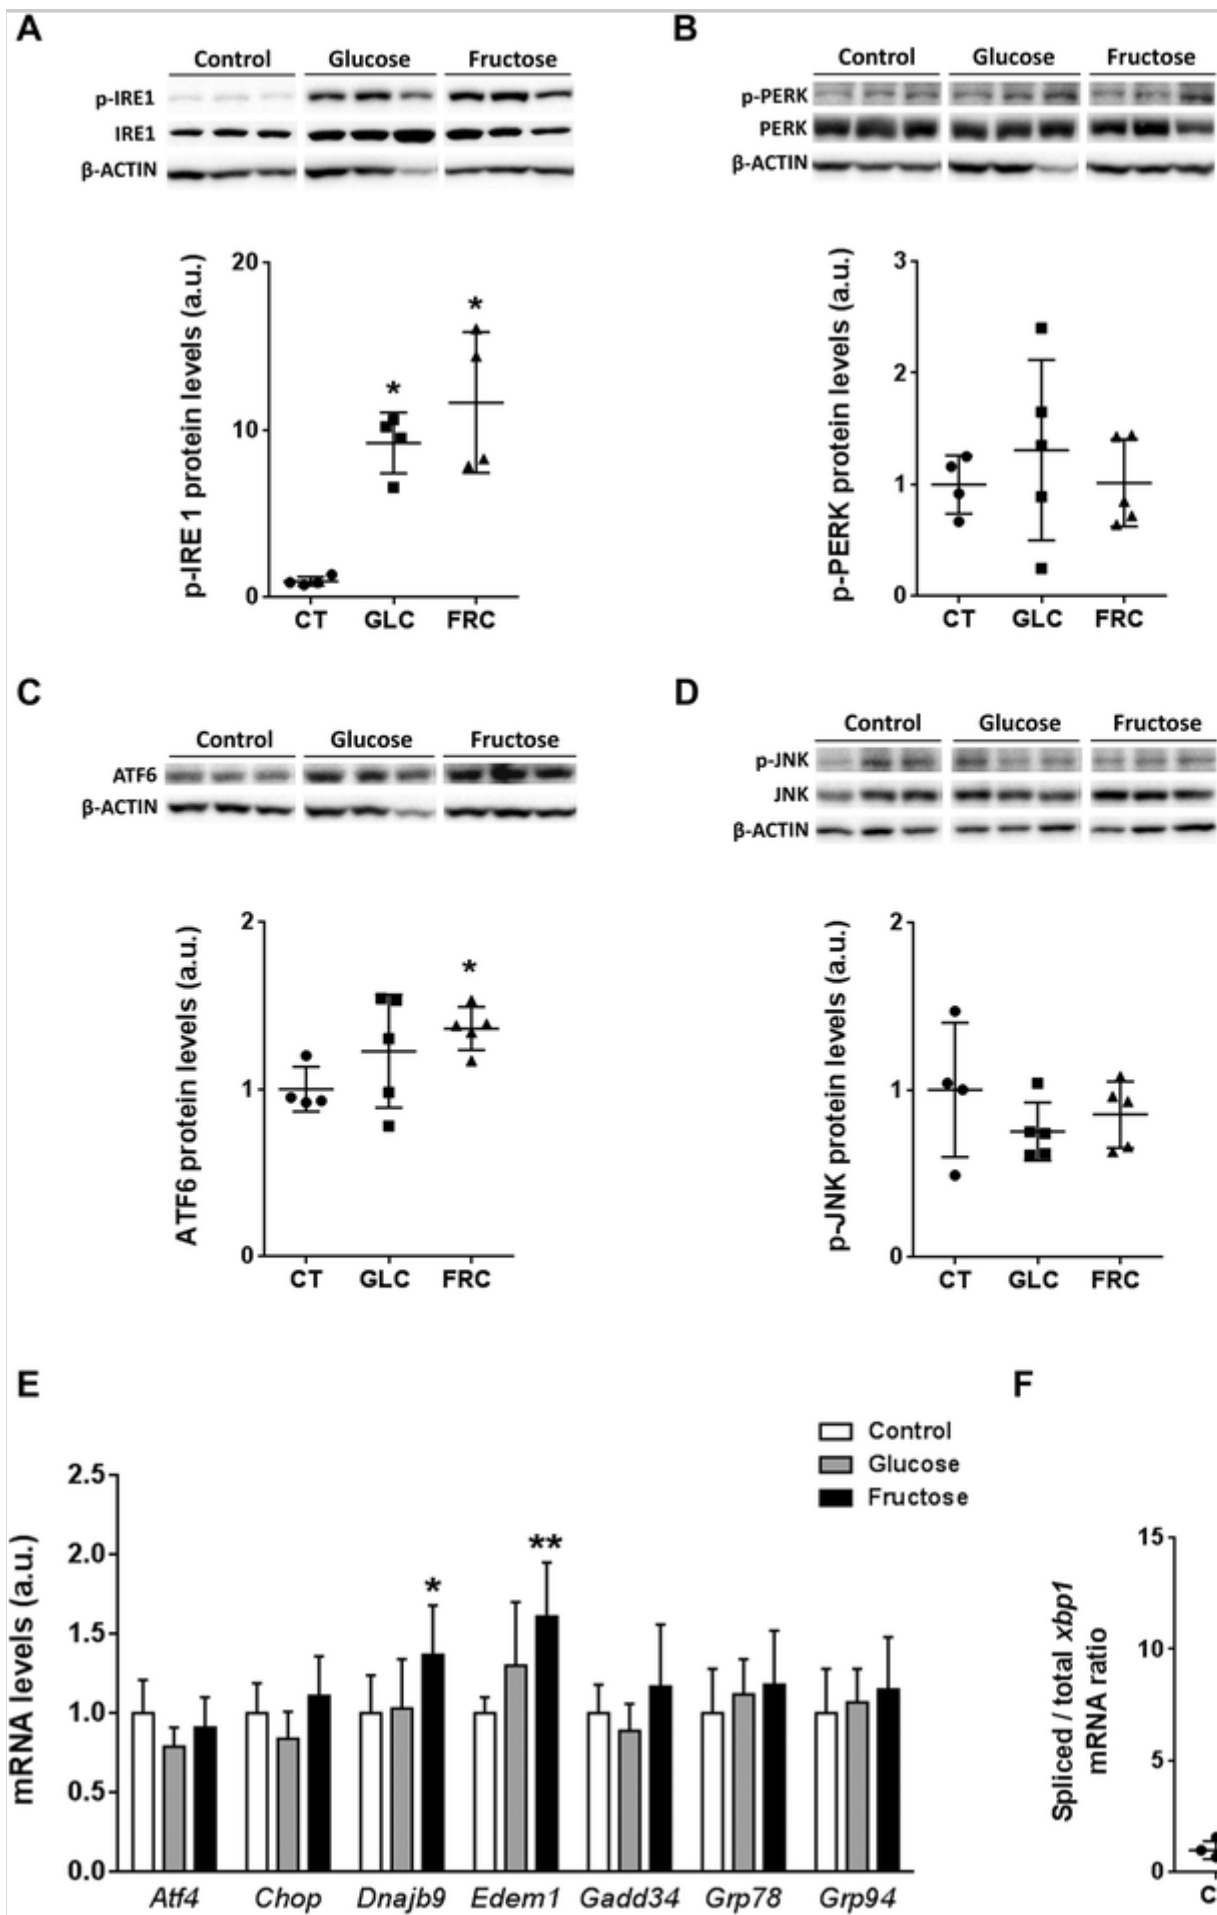 A
Control Glucose Fructose
p-IRE1
IRE1
β-ACTIN
p-IRE 1 protein levels (a.u.)
20
*
*
10
0
CT GLC FRC
B
Control Glucose Fructose
p-PERK
PERK
β-ACTIN
p-PERK protein levels (a.u.)
3
2
1
0
CT GLC FRC
C
Control Glucose Fructose
ATF6
β-ACTIN
ATF6 protein levels (a.u.)
2
*
1
0
CT GLC FRC
D
Control Glucose Fructose
p-JNK
JNK
β-ACTIN
p-JNK protein levels (a.u.)
2
1
0
CT GLC FRC
E
Control
Glucose
Fructose
mRNA levels (a.u.)
2.5
2.0
**
*
1.5
1.0
0.5
0.0
Atf4 Chop Dnajb9 Edem1 Gadd34 Grp78 Grp94
F
Spliced / total xbp1
mRNA ratio
15
10
5
0